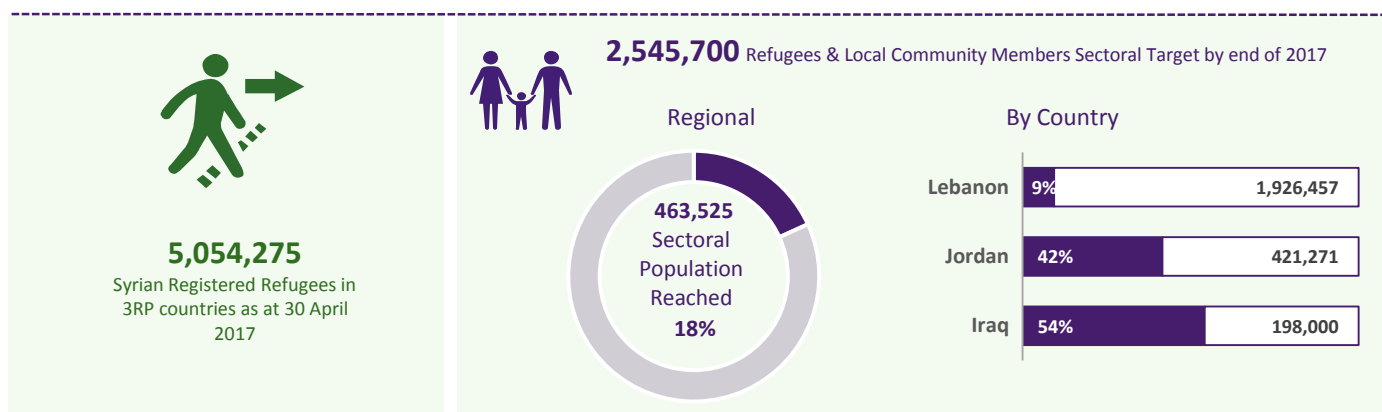 5,054,275
Syrian Registered Refugees in
3RP countries as at 30 April
2017
2,545,700 Refugees & Local Community Members Sectoral Target by end of 2017
Regional
463,525
Sectoral
Population
Reached
18%
By Country
Lebanon 9% 1,926,457
Jordan 42% 421,271
Iraq 54% 198,000